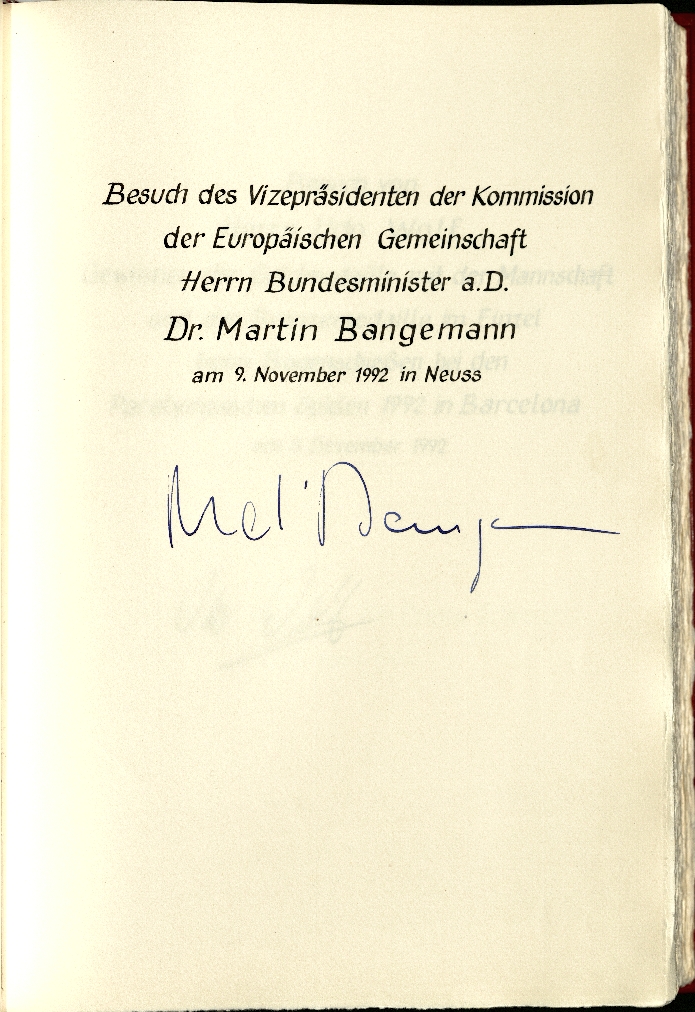 Besuch des Vizepräsidenten der Kommission
der Europäischen Gemeinschaft
Herrn Bundesminister a.D.
Dr. Martin Bangemann
am 9. November 1992 in Neuss